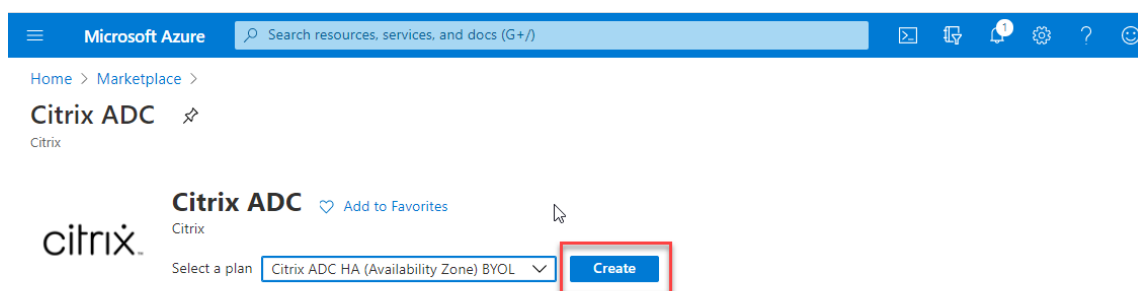 Microsoft Azure
Search resources, services, and docs (G+/)
1
Home > Marketplace >
Citrix ADC
Citrix
citrix
Citrix ADC
Add to Favorites
Citrix
Select a plan
Citrix ADC HA (Availability Zone) BYOL
Create